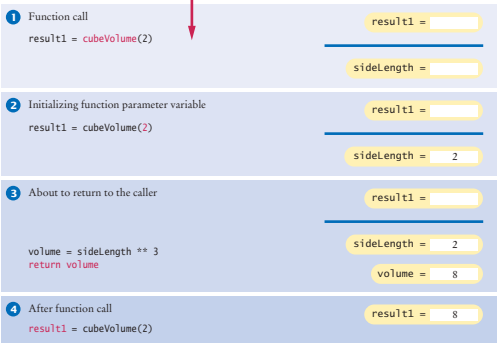 1 Function call
result1 = cubeVolume(2)
result1 =
sideLength =
2 Initializing function parameter variable
result1 = cubeVolume(2)
result1 =
sideLength = 2
3 About to return to the caller
result1 =
volume = sideLength ** 3
return volume
sideLength = 2
volume = 8
4 After function call
result1 = cubeVolume(2)
result1 = 8